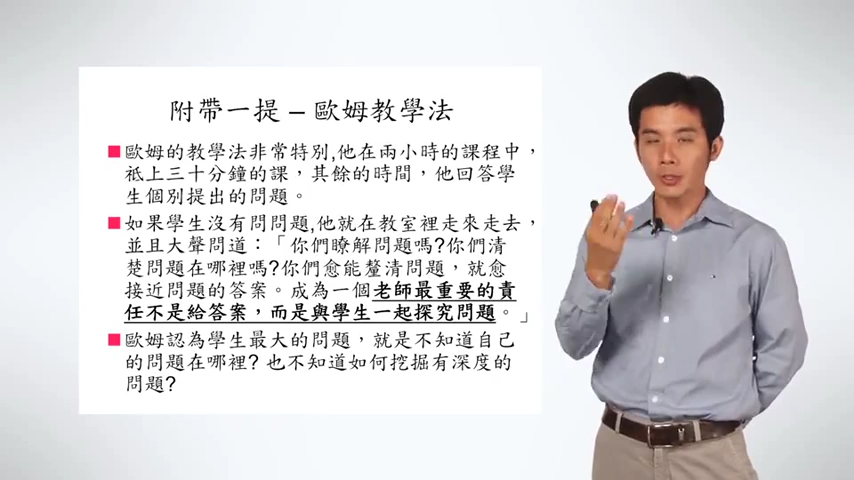 附帶一提 – 歐姆教學法
歐姆的教學法非常特別,他在兩小時的課程中，
祇上三十分鐘的課，其餘的時間，他回答學
生個別提出的問題。
如果學生沒有問問題,他就在教室裡走來走去，
並且大聲問道：「你們瞭解問題嗎?你們清
楚問題在哪裡嗎?你們愈能釐清問題，就愈
接近問題的答案。成為一個老師最重要的責
任不是給答案，而是與學生一起探究問題。」
歐姆認為學生最大的問題，就是不知道自己
的問題在哪裡? 也不知道如何挖掘有深度的
問題?